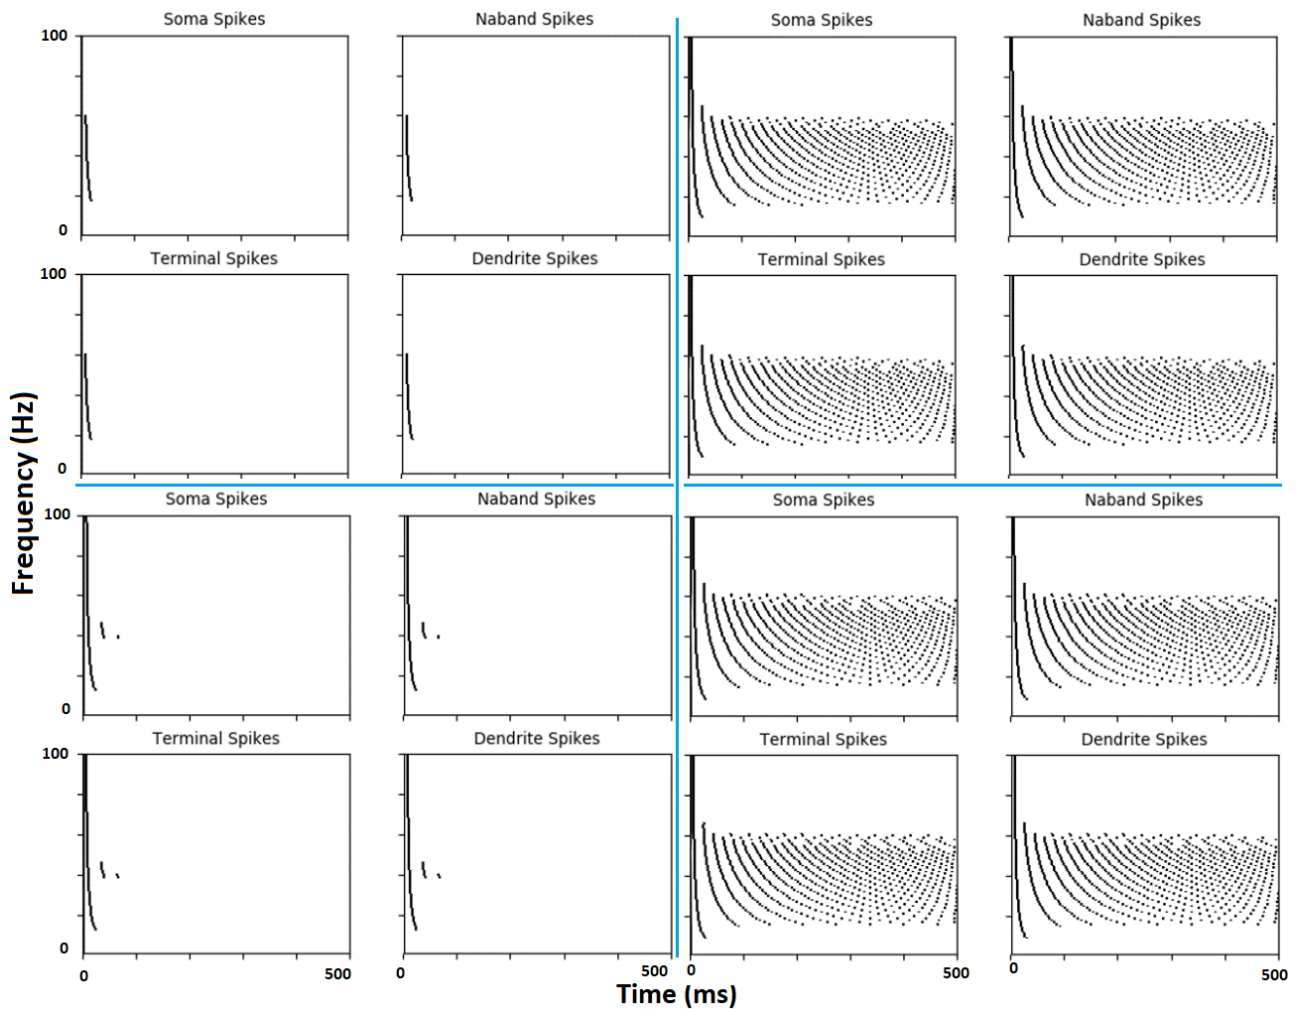 Soma Spikes Naband Spikes Soma Spikes Naband Spikes
100
0
Terminal Spikes Dendrite Spikes Terminal Spikes Dendrite Spikes
100
0
Frequency (Hz)
Soma Spikes Naband Spikes Soma Spikes Naband Spikes
100
0
Terminal Spikes Dendrite Spikes Terminal Spikes Dendrite Spikes
100
0
0 500 0 500 0 500 0 500
Time (ms)